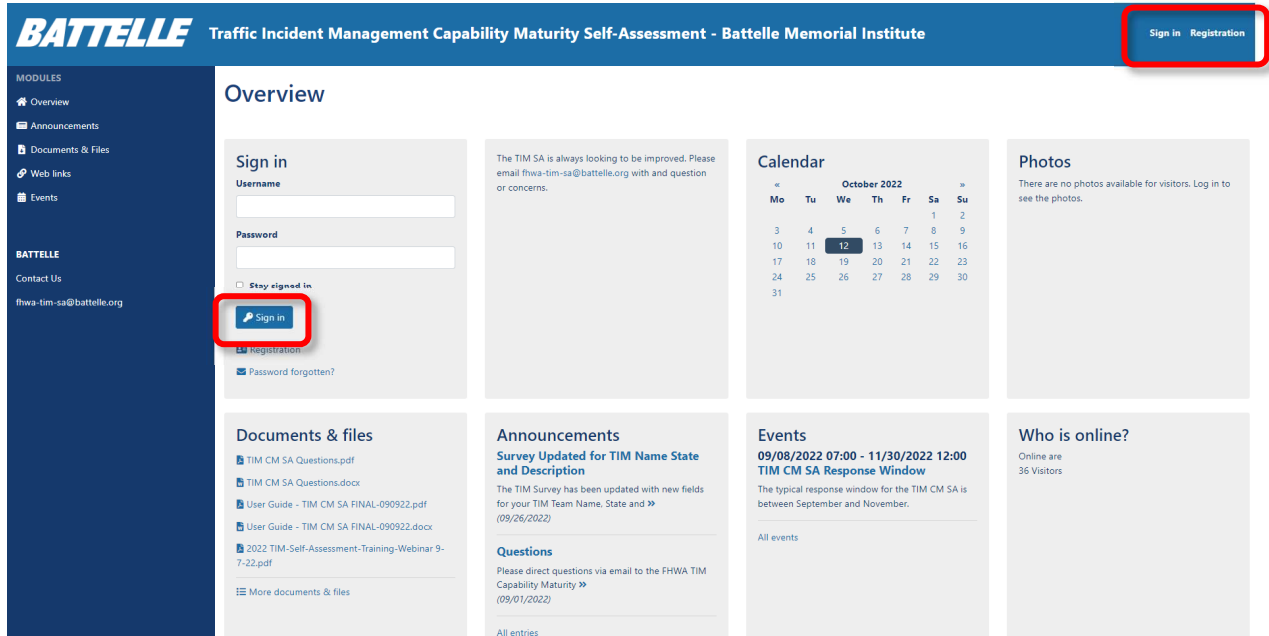 BATTELLE
Traffic Incident Management Capability Maturity Self-Assessment - Battelle Memorial Institute
Sign in Registration
MODULES
Overview
Announcements
Documents & Files
Web links
Events
BATTELLE
Contact Us
fhwa-tim-sa@battelle.org
Overview
Sign in
Username
Password
Stay signed in
Sign in
Registration
Password forgotten?
The TIM SA is always looking to be improved. Please
email fhwa-tim-sa@battelle.org with and question
or concerns.
Calendar
« October 2022 »
Mo Tu We Th Fr Sa Su
1 2
3 4 5 6 7 8 9
10 11 12 13 14 15 16
17 18 19 20 21 22 23
24 25 26 27 28 29 30
31
Photos
There are no photos available for visitors. Log in to
see the photos.
Documents & files
TIM CM SA Questions.pdf
TIM CM SA Questions.docx
User Guide - TIM CM SA FINAL-090922.pdf
User Guide - TIM CM SA FINAL-090922.docx
2022 TIM-Self-Assessment-Training-Webinar 9-
7-22.pdf
More documents & files
Announcements
Survey Updated for TIM Name State
and Description
The TIM Survey has been updated with new fields
for your TIM Team Name, State and »
(09/26/2022)
Questions
Please direct questions via email to the FHWA TIM
Capability Maturity »
(09/01/2022)
All entries
Events
09/08/2022 07:00 - 11/30/2022 12:00
TIM CM SA Response Window
The typical response window for the TIM CM SA is
between September and November.
All events
Who is online?
Online are
36 Visitors